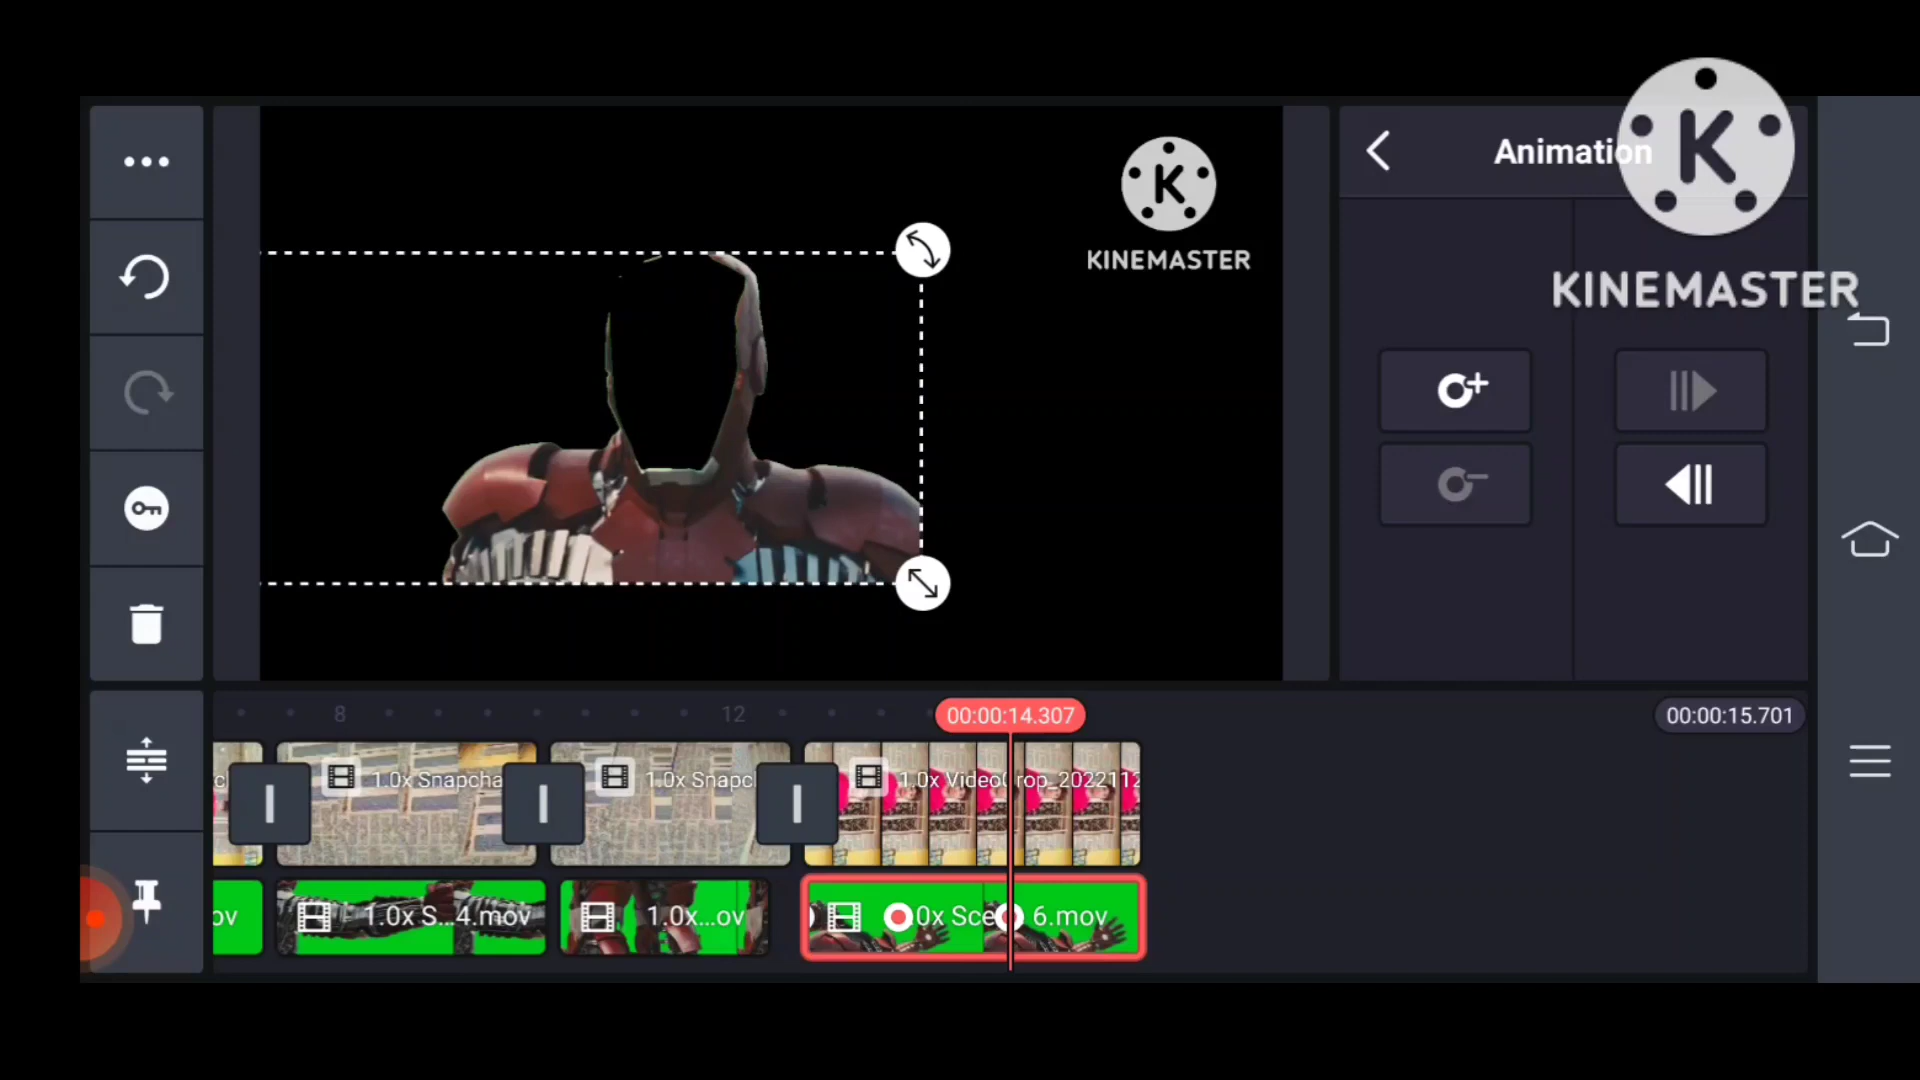 K
KINEMASTER
Animation
K
KINEMASTER
8
12
00:00:14.307
00:00:15.701
1.0x Snapcha
1.0x Snapc
1.0x VideoCrop_2022112
ov
1.0x S...4.mov
1.0x...ov
0x Sce 6.mov